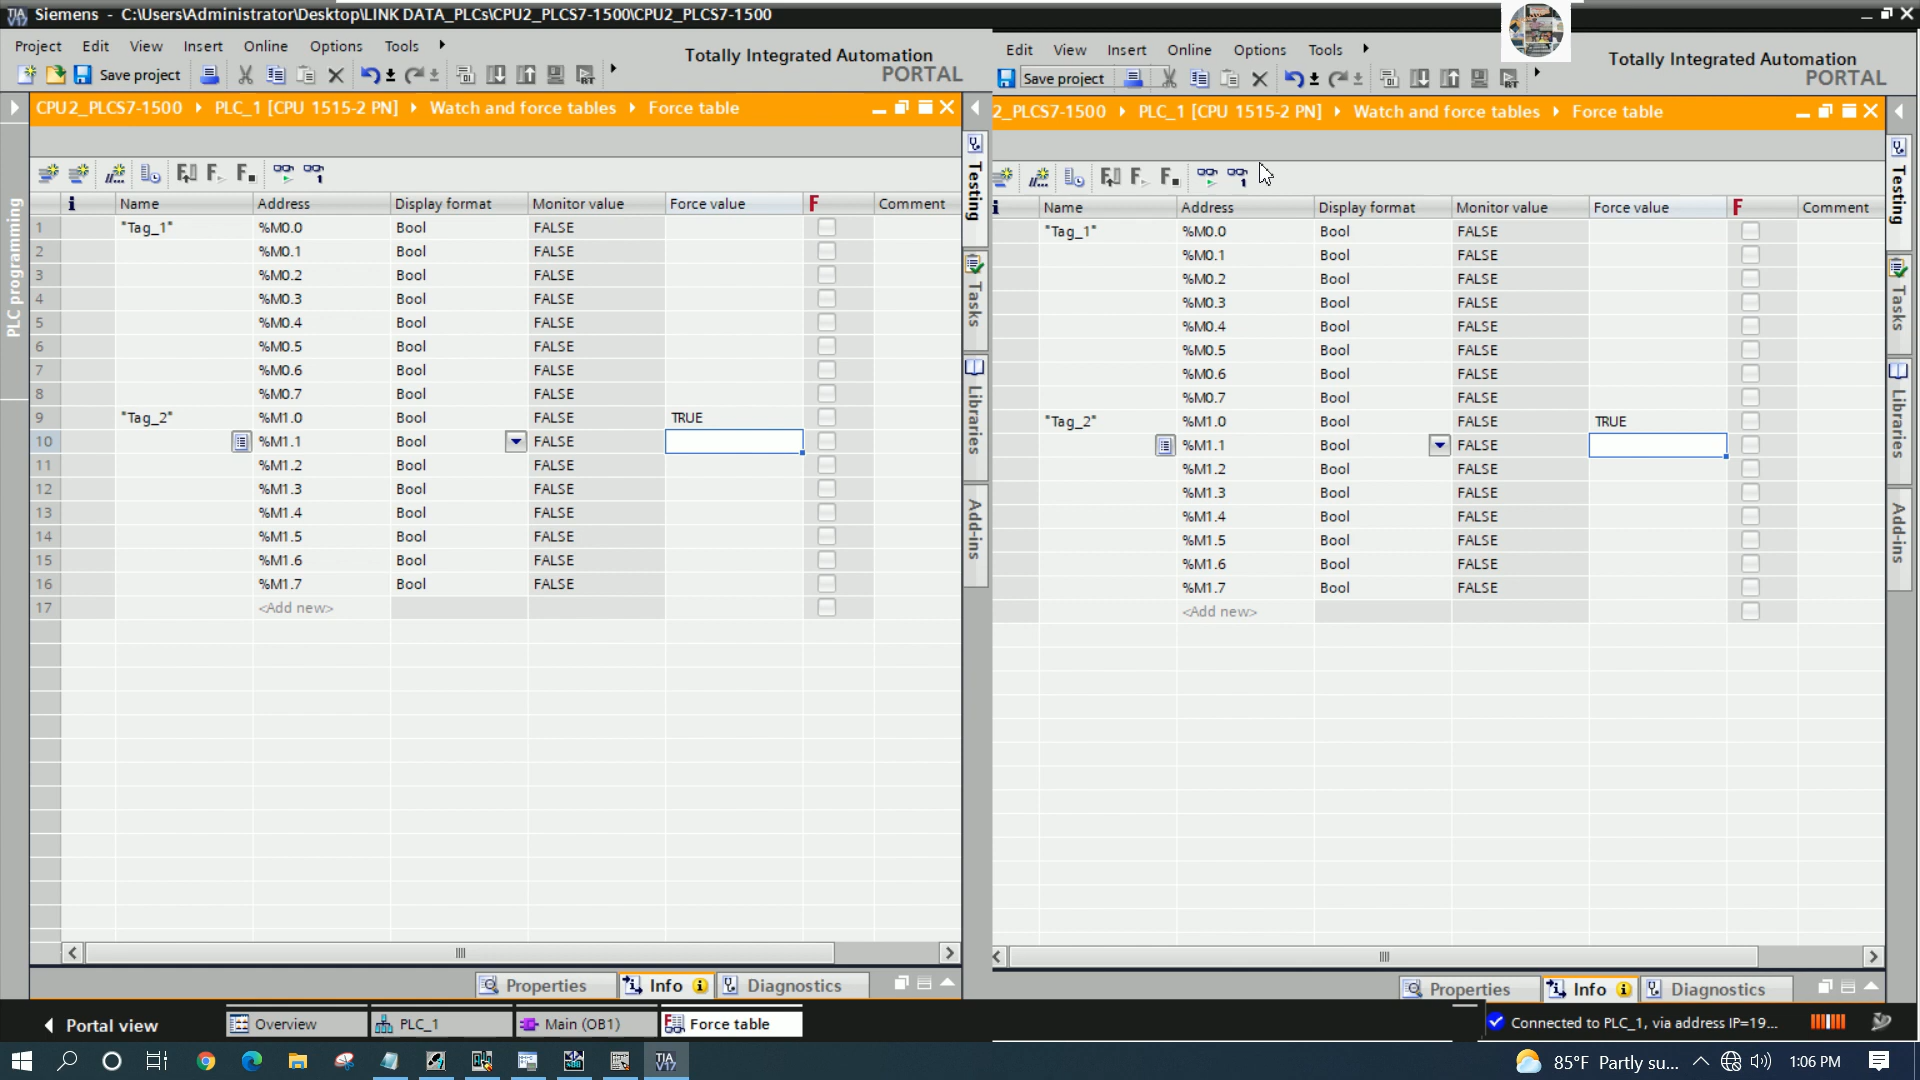 Siemens - C:\Users\Administrator\Desktop\LINK DATA_PLCs\CPU2_PLCS7-1500\CPU2_PLCS7-1500
Project Edit View Insert Online Options Tools
Totally Integrated Automation
PORTAL
Save project
CPU2_PLCS7-1500 PLC_1 [CPU 1515-2 PN] Watch and force tables Force table
PLC programming
i Name Address Display format Monitor value Force value F Comment
1 "Tag_1" %M0.0 Bool FALSE
2 %M0.1 Bool FALSE
3 %M0.2 Bool FALSE
4 %M0.3 Bool FALSE
5 %M0.4 Bool FALSE
6 %M0.5 Bool FALSE
7 %M0.6 Bool FALSE
8 %M0.7 Bool FALSE
9 "Tag_2" %M1.0 Bool FALSE TRUE
10 %M1.1 Bool FALSE
11 %M1.2 Bool FALSE
12 %M1.3 Bool FALSE
13 %M1.4 Bool FALSE
14 %M1.5 Bool FALSE
15 %M1.6 Bool FALSE
16 %M1.7 Bool FALSE
17 <Add new>
Testing
Tasks
Libraries
Add-ins
Properties Info Diagnostics
Edit View Insert Online Options Tools
Totally Integrated Automation
PORTAL
Save project
2_PLCS7-1500 PLC_1 [CPU 1515-2 PN] Watch and force tables Force table
i Name Address Display format Monitor value Force value F Comment
"Tag_1" %M0.0 Bool FALSE
%M0.1 Bool FALSE
%M0.2 Bool FALSE
%M0.3 Bool FALSE
%M0.4 Bool FALSE
%M0.5 Bool FALSE
%M0.6 Bool FALSE
%M0.7 Bool FALSE
"Tag_2" %M1.0 Bool FALSE TRUE
%M1.1 Bool FALSE
%M1.2 Bool FALSE
%M1.3 Bool FALSE
%M1.4 Bool FALSE
%M1.5 Bool FALSE
%M1.6 Bool FALSE
%M1.7 Bool FALSE
<Add new>
Testing
Tasks
Libraries
Add-ins
Properties Info Diagnostics
Portal view Overview PLC_1 Main (OB1) Force table Connected to PLC_1, via address IP=19...
85°F Partly su... 1:06 PM